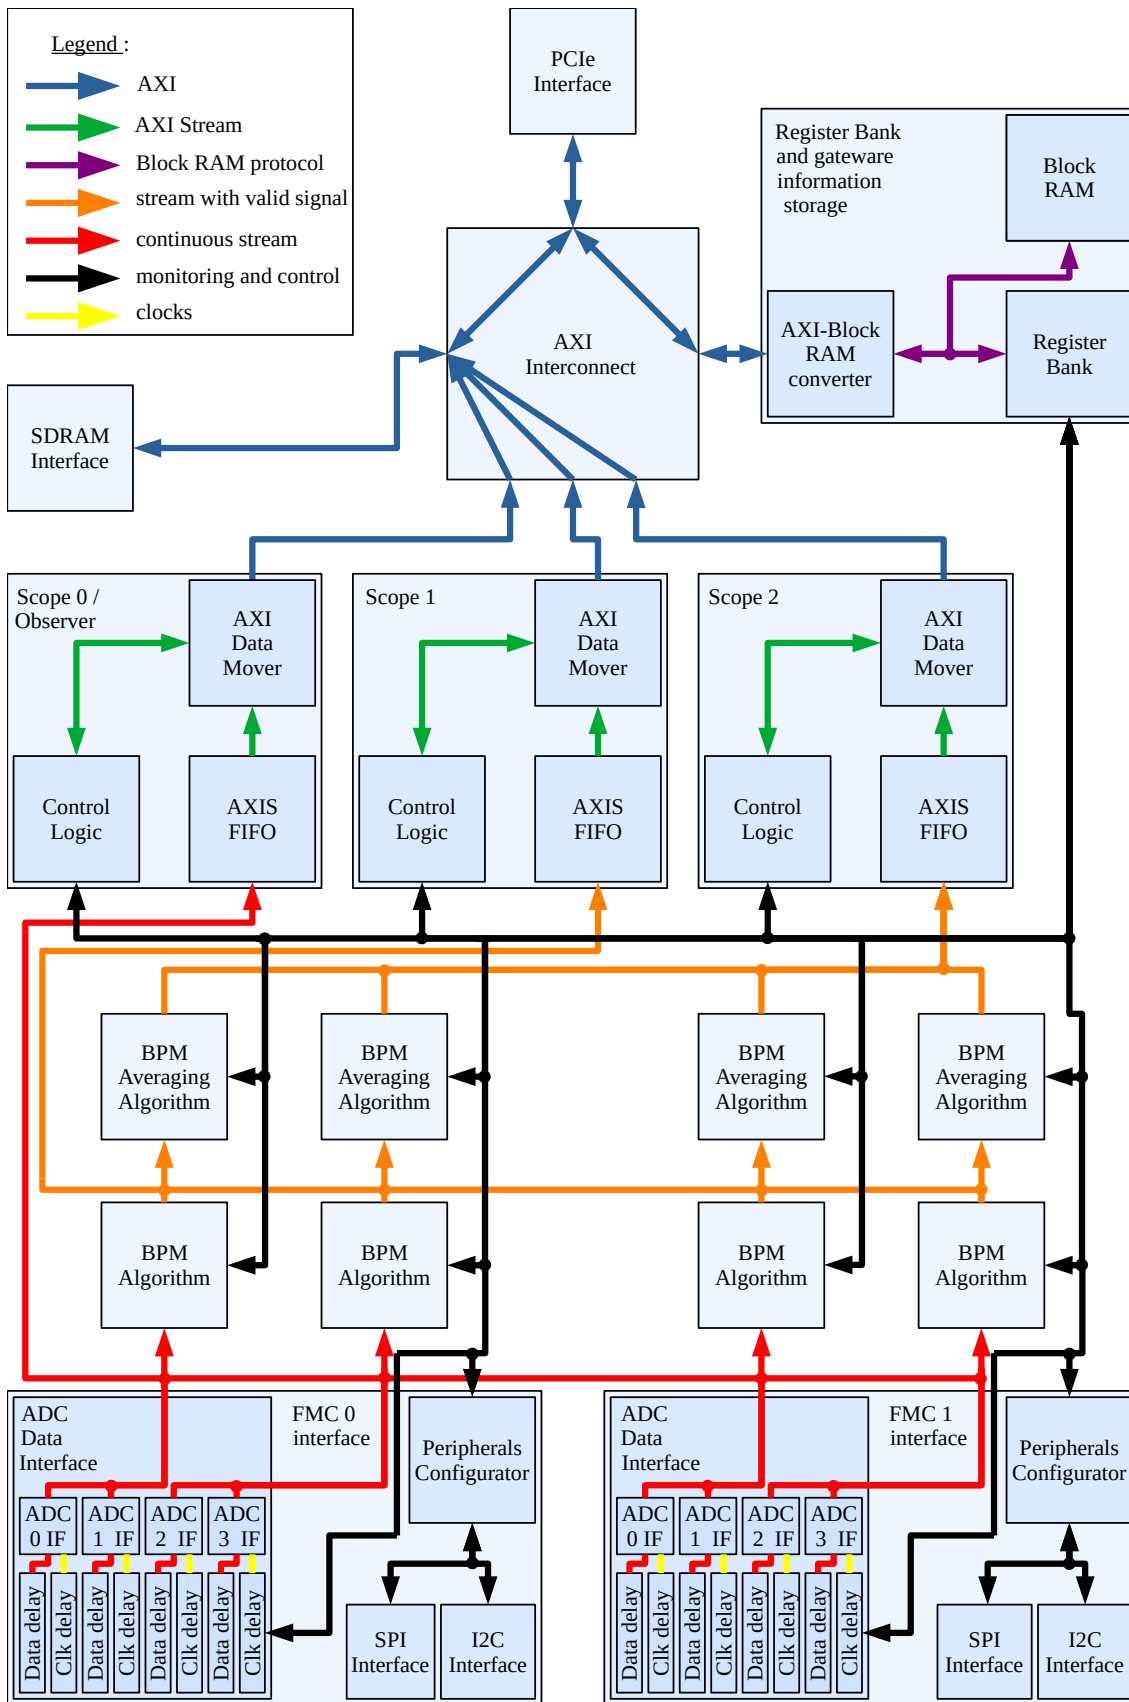 Legend :
AXI
AXI Stream
Block RAM protocol
stream with valid signal
continuous stream
monitoring and control
clocks
PCIe
Interface
Register Bank
and gateware
information
storage
Block
RAM
AXI-Block
RAM
converter
Register
Bank
AXI
Interconnect
SDRAM
Interface
Scope 0 /
Observer
AXI
Data
Mover
Control
Logic
AXIS
FIFO
Scope 1
AXI
Data
Mover
Control
Logic
AXIS
FIFO
Scope 2
AXI
Data
Mover
Control
Logic
AXIS
FIFO
BPM
Averaging
Algorithm
BPM
Averaging
Algorithm
BPM
Averaging
Algorithm
BPM
Averaging
Algorithm
BPM
Algorithm
BPM
Algorithm
BPM
Algorithm
BPM
Algorithm
ADC
Data
Interface
FMC 0
interface
Peripherals
Configurator
ADC
0 IF
ADC
1 IF
ADC
2 IF
ADC
3 IF
Data delay
Clk delay
Data delay
Clk delay
Data delay
Clk delay
Data delay
Clk delay
SPI
Interface
I2C
Interface
ADC
Data
Interface
FMC 1
interface
Peripherals
Configurator
ADC
0 IF
ADC
1 IF
ADC
2 IF
ADC
3 IF
Data delay
Clk delay
Data delay
Clk delay
Data delay
Clk delay
Data delay
Clk delay
SPI
Interface
I2C
Interface